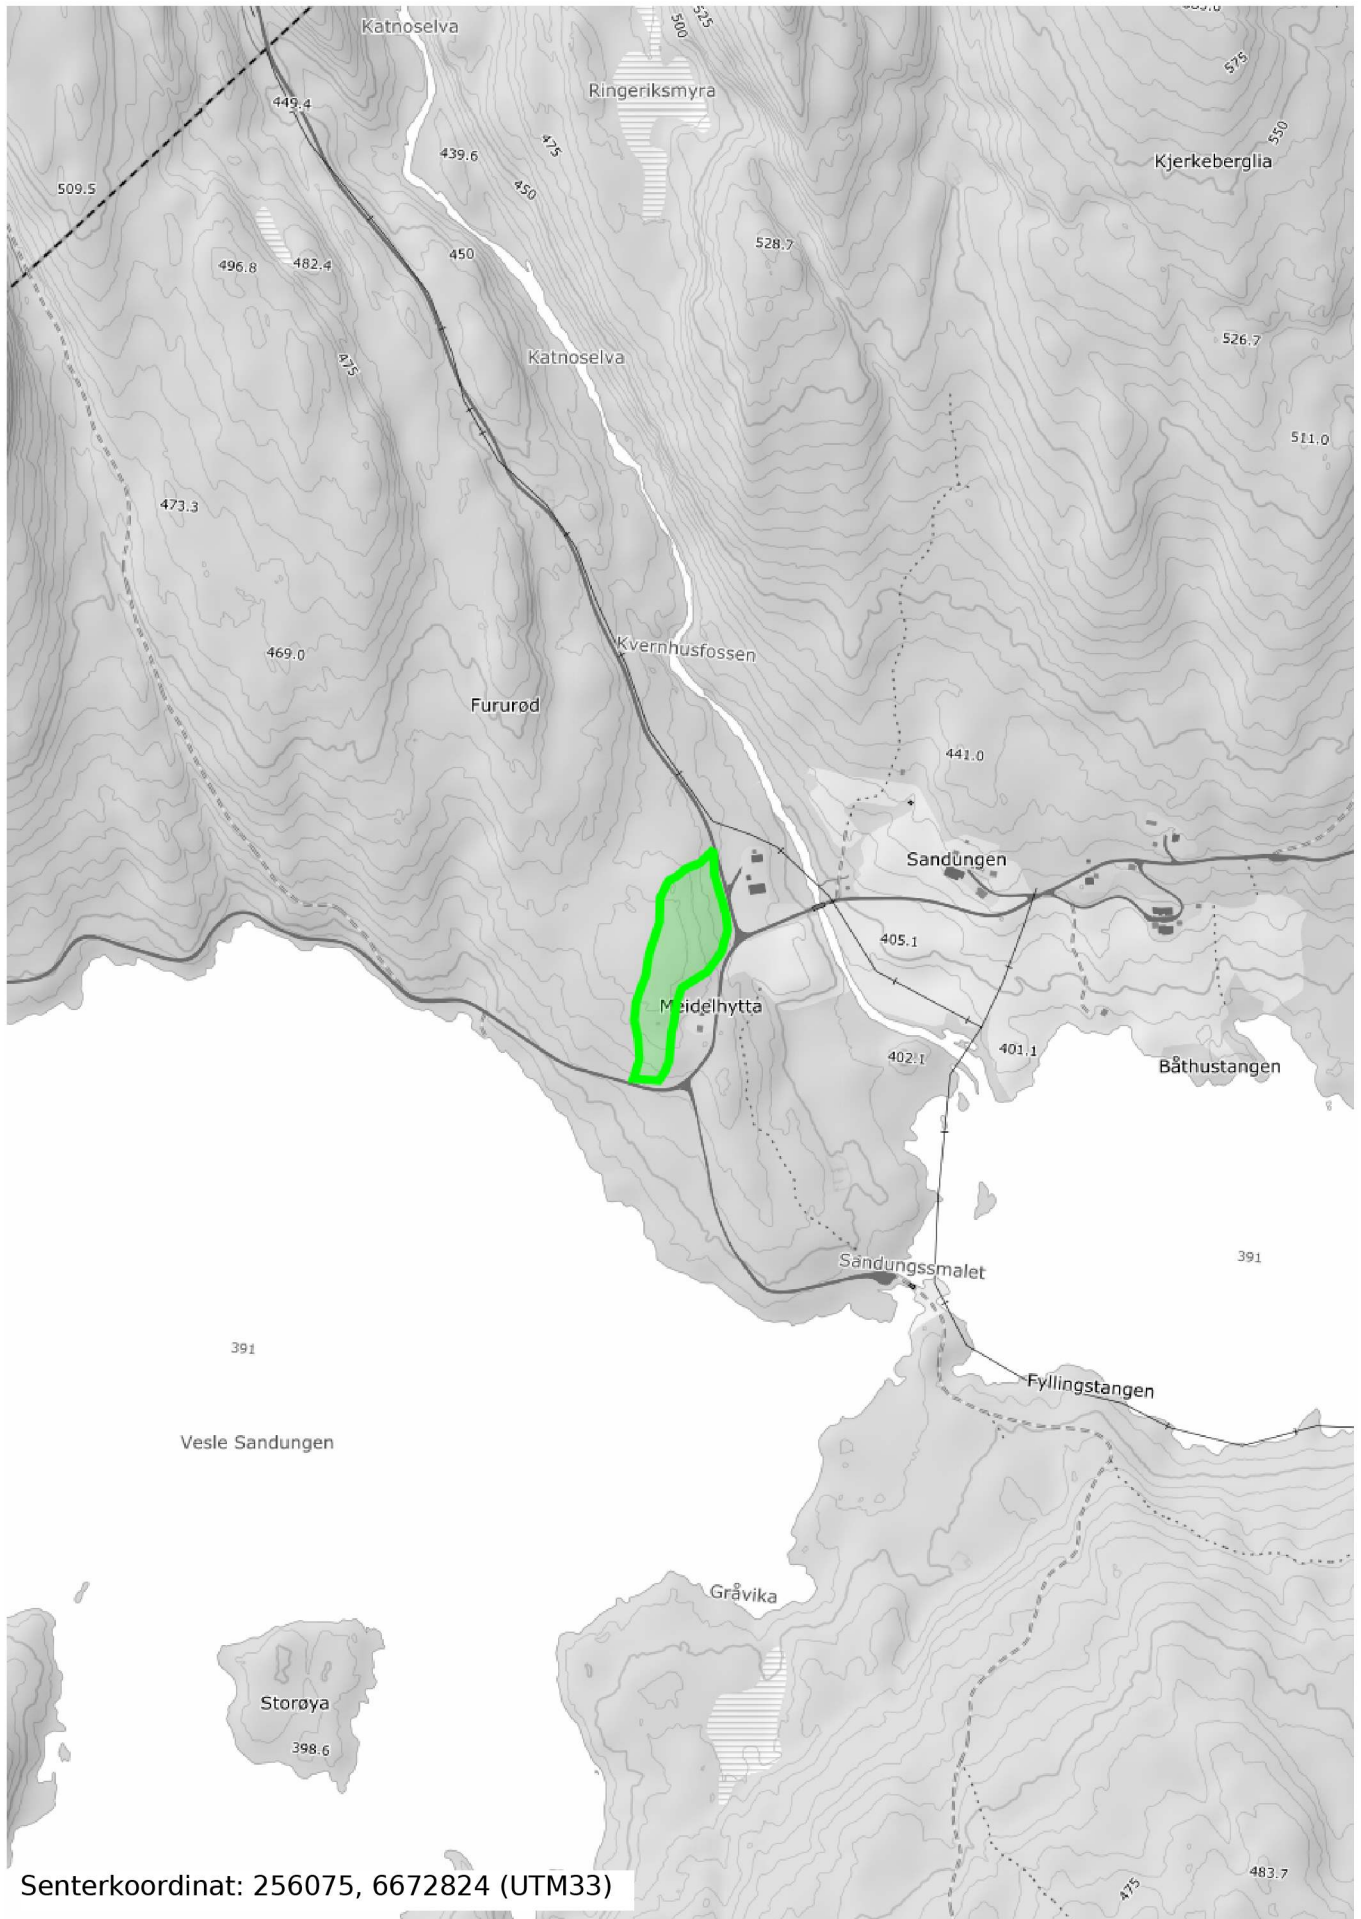 525
500
Katnoselva
575
Ringeriksmyra
449.4
550
475
439.6
Kjerkeberglia
509.5
450
528.7
450
482.4
496.8
526.7
Katnoselva
475
511.0
473.3
Kvernhusfossen
469.0
Fururød
441.0
Sandungen
405.1
Meidelhytta
401.1
402.1
Båthustangen
391
Sandungssmalet
391
Fyllingstangen
Vesle Sandungen
Gråvika
Storøya
398.6
483.7
475
Senterkoordinat: 256075, 6672824 (UTM33)